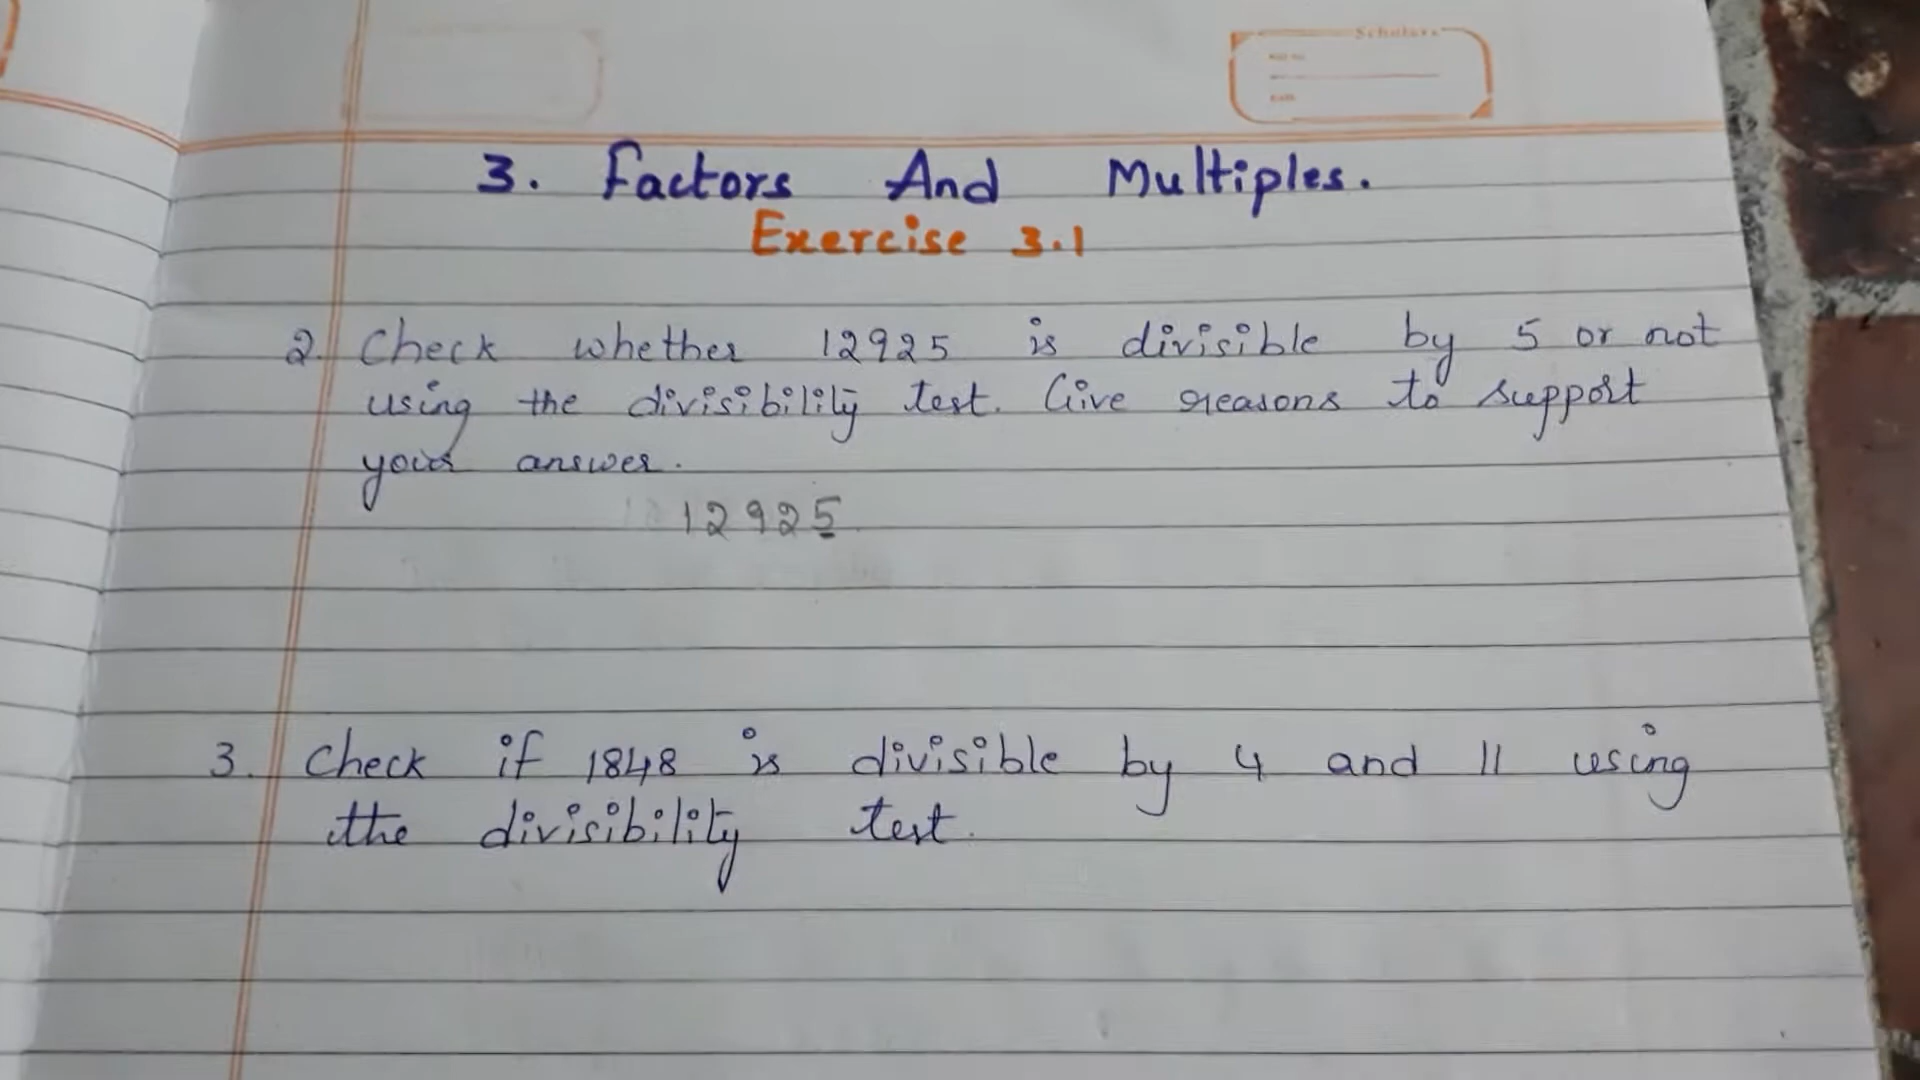 Scholars
3. Factors And Multiples.
Exercise 3.1
2. Check whether 12925 is divisible by 5 or not
using the divisibility test. Give reasons to support
your answer.
12925
3. Check if 1848 is divisible by 4 and 11 using
the divisibility test.